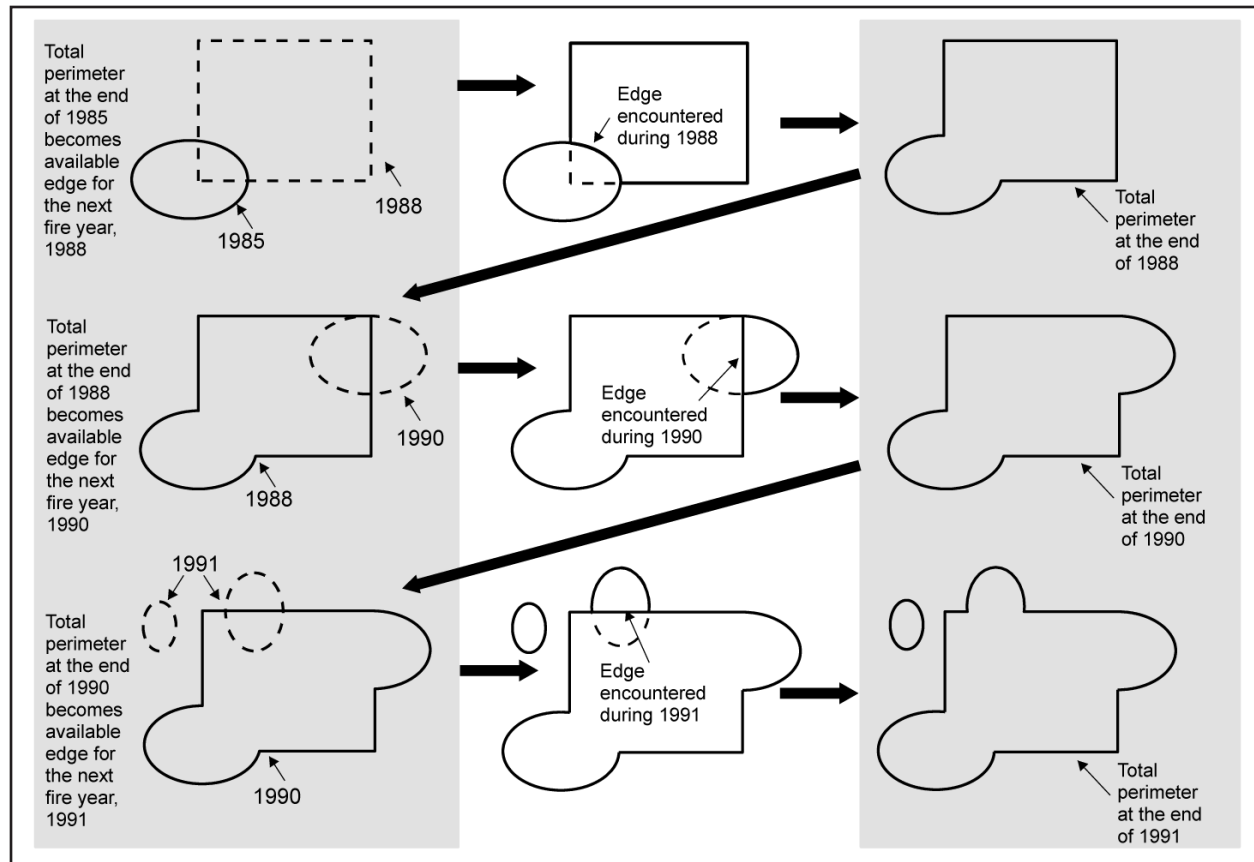 Total
perimeter
at the end
of 1985
becomes
available
edge for
the next
fire year,
1988
1985
1988
Edge
encountered
during 1988
Total
perimeter
at the end
of 1988
Total
perimeter
at the end
of 1988
becomes
available
edge for
the next
fire year,
1990
1988
1990
Edge
encountered
during 1990
Total
perimeter
at the end
of 1990
1991
Total
perimeter
at the end
of 1990
becomes
available
edge for
the next
fire year,
1991
1990
Edge
encountered
during 1991
Total
perimeter
at the end
of 1991